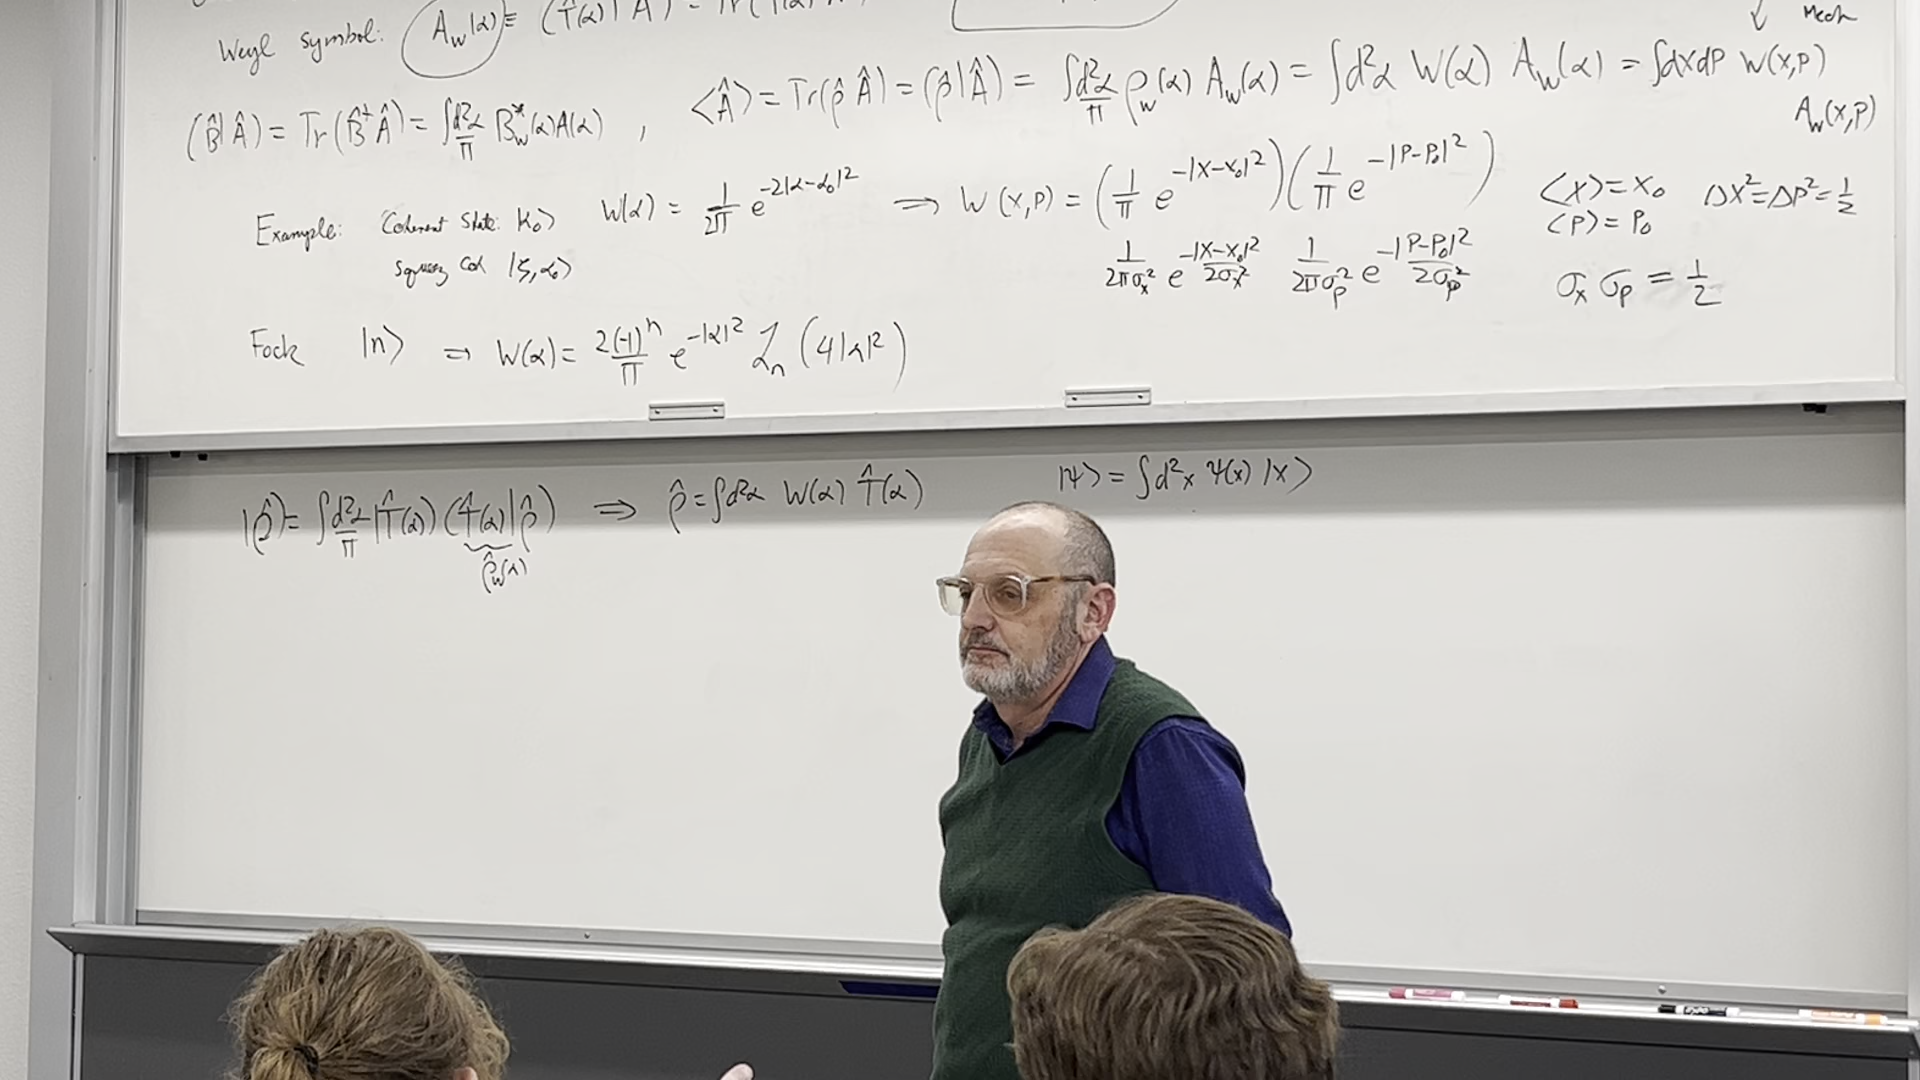 Weyl symbol: A_w(α) ≡ (T̂(α)|Â) = Tr(T̂(α)
↓ Mech
(B̂|Â) = Tr(B̂†Â) = ∫d²α/π B_w*(α)A(α) , ⟨Â⟩ = Tr(ρ̂ Â) = (ρ̂|Â) = ∫d²α/π ρ_w(α) A_w(α) = ∫d²α W(α) A_w(α) = ∫dxdp W(x,p)
A_w(x,p)
Example: Coherent State: |α₀⟩ W(α) = 1/2π e^{-2|α-α₀|²} ⇒ W(x,p) = (1/π e^{-|x-x₀|²})(1/π e^{-|p-p₀|²}) ⟨x⟩ = x₀ Δx² = Δp² = 1/2
⟨p⟩ = p₀
Squeez coh |ζ,α₀⟩ 1/2πσ_x² e^{-|x-x₀|²/2σ_x²} 1/2πσ_p² e^{-|p-p₀|²/2σ_p²} σ_x σ_p = 1/2
Fock |n⟩ ⇒ W(α) = 2(-1)ⁿ/π e^{-|α|²} L_n (4|α|²)
|ρ̂) = ∫d²α/π |T̂(α))(T̂(α)|ρ̂) ⇒ ρ̂ = ∫d²α W(α) T̂(α) |ψ⟩ = ∫d²x ψ(x) |x⟩
ρ̂_w(α)